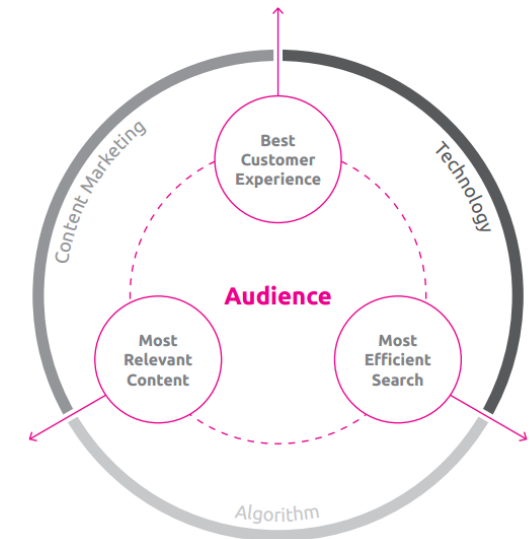 Best
Customer
Experience
Content Marketing
Technology
Audience
Most
Relevant
Content
Most
Efficient
Search
Algorithm